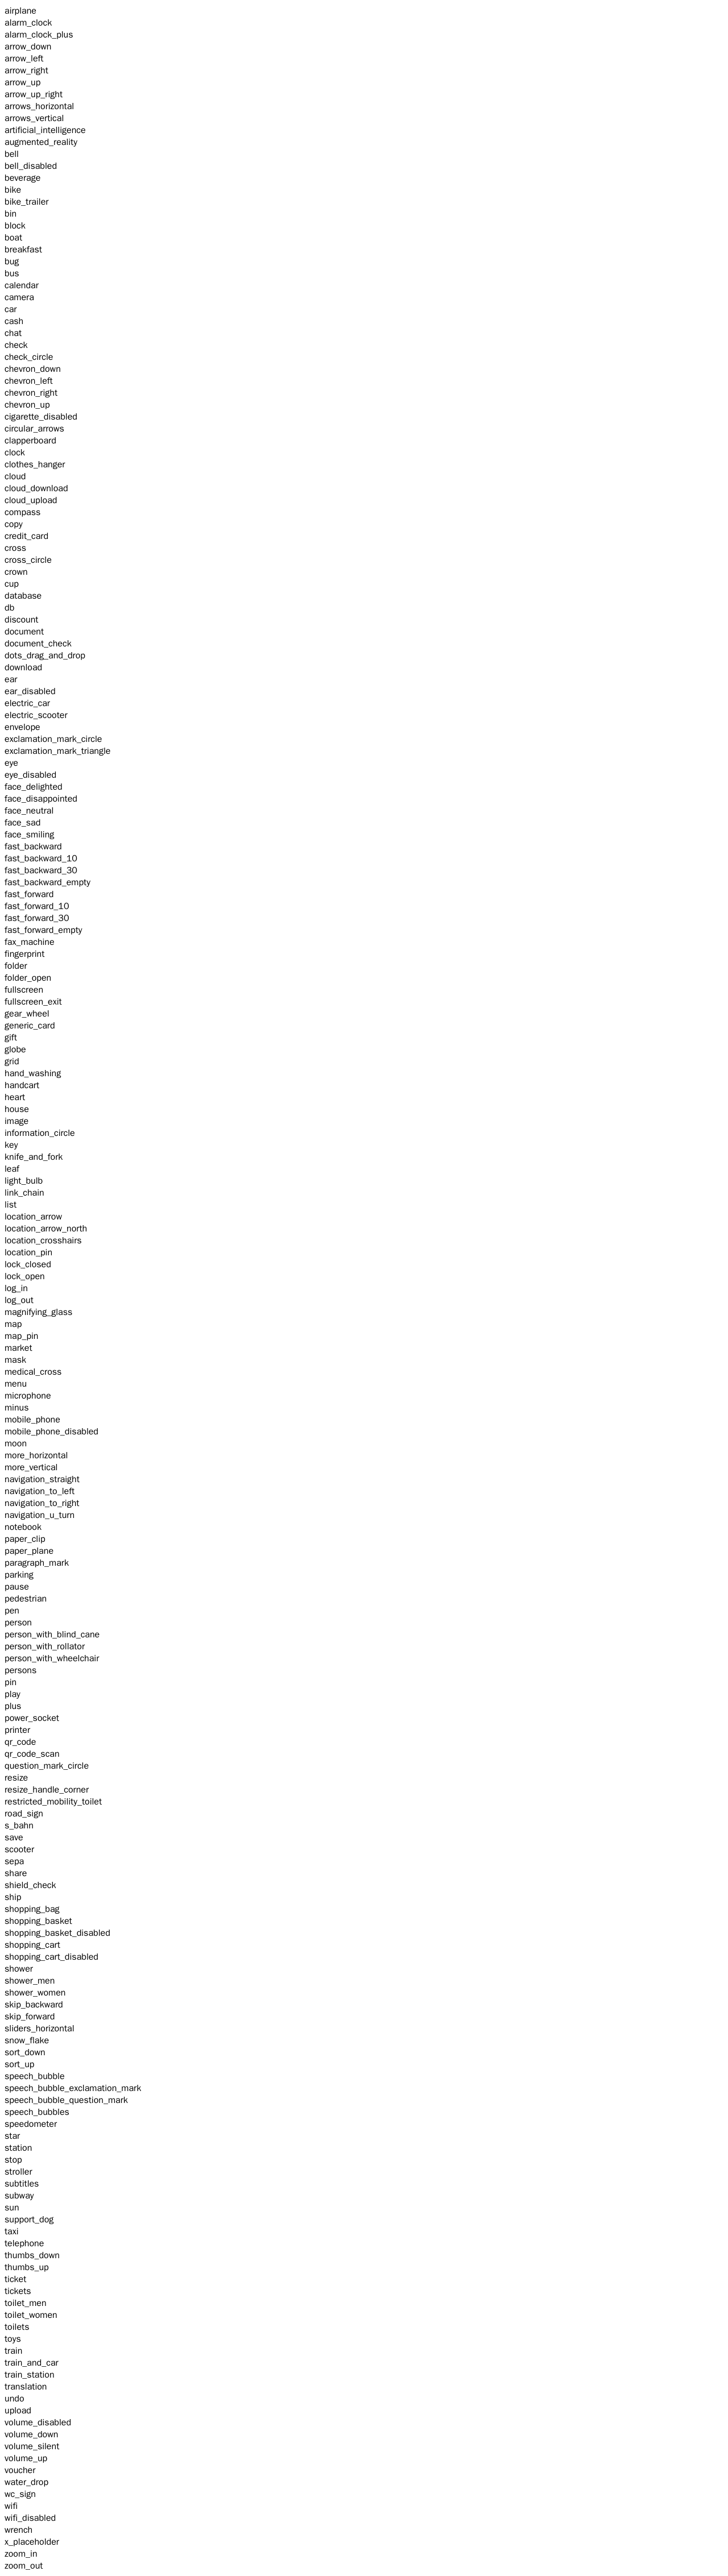 airplane
alarm_clock
alarm_clock_plus
arrow_down
arrow_left
arrow_right
arrow_up
arrow_up_right
arrows_horizontal
arrows_vertical
artificial_intelligence
augmented_reality
bell
bell_disabled
beverage
bike
bike_trailer
bin
block
boat
breakfast
bug
bus
calendar
camera
car
cash
chat
check
check_circle
chevron_down
chevron_left
chevron_right
chevron_up
cigarette_disabled
circular_arrows
clapperboard
clock
clothes_hanger
cloud
cloud_download
cloud_upload
compass
copy
credit_card
cross
cross_circle
crown
cup
database
db
discount
document
document_check
dots_drag_and_drop
download
ear
ear_disabled
electric_car
electric_scooter
envelope
exclamation_mark_circle
exclamation_mark_triangle
eye
eye_disabled
face_delighted
face_disappointed
face_neutral
face_sad
face_smiling
fast_backward
fast_backward_10
fast_backward_30
fast_backward_empty
fast_forward
fast_forward_10
fast_forward_30
fast_forward_empty
fax_machine
fingerprint
folder
folder_open
fullscreen
fullscreen_exit
gear_wheel
generic_card
gift
globe
grid
hand_washing
handcart
heart
house
image
information_circle
key
knife_and_fork
leaf
light_bulb
link_chain
list
location_arrow
location_arrow_north
location_crosshairs
location_pin
lock_closed
lock_open
log_in
log_out
magnifying_glass
map
map_pin
market
mask
medical_cross
menu
microphone
minus
mobile_phone
mobile_phone_disabled
moon
more_horizontal
more_vertical
navigation_straight
navigation_to_left
navigation_to_right
navigation_u_turn
notebook
paper_clip
paper_plane
paragraph_mark
parking
pause
pedestrian
pen
person
person_with_blind_cane
person_with_rollator
person_with_wheelchair
persons
pin
play
plus
power_socket
printer
qr_code
qr_code_scan
question_mark_circle
resize
resize_handle_corner
restricted_mobility_toilet
road_sign
s_bahn
save
scooter
sepa
share
shield_check
ship
shopping_bag
shopping_basket
shopping_basket_disabled
shopping_cart
shopping_cart_disabled
shower
shower_men
shower_women
skip_backward
skip_forward
sliders_horizontal
snow_flake
sort_down
sort_up
speech_bubble
speech_bubble_exclamation_mark
speech_bubble_question_mark
speech_bubbles
speedometer
star
station
stop
stroller
subtitles
subway
sun
support_dog
taxi
telephone
thumbs_down
thumbs_up
ticket
tickets
toilet_men
toilet_women
toilets
toys
train
train_and_car
train_station
translation
undo
upload
volume_disabled
volume_down
volume_silent
volume_up
voucher
water_drop
wc_sign
wifi
wifi_disabled
wrench
x_placeholder
zoom_in
zoom_out